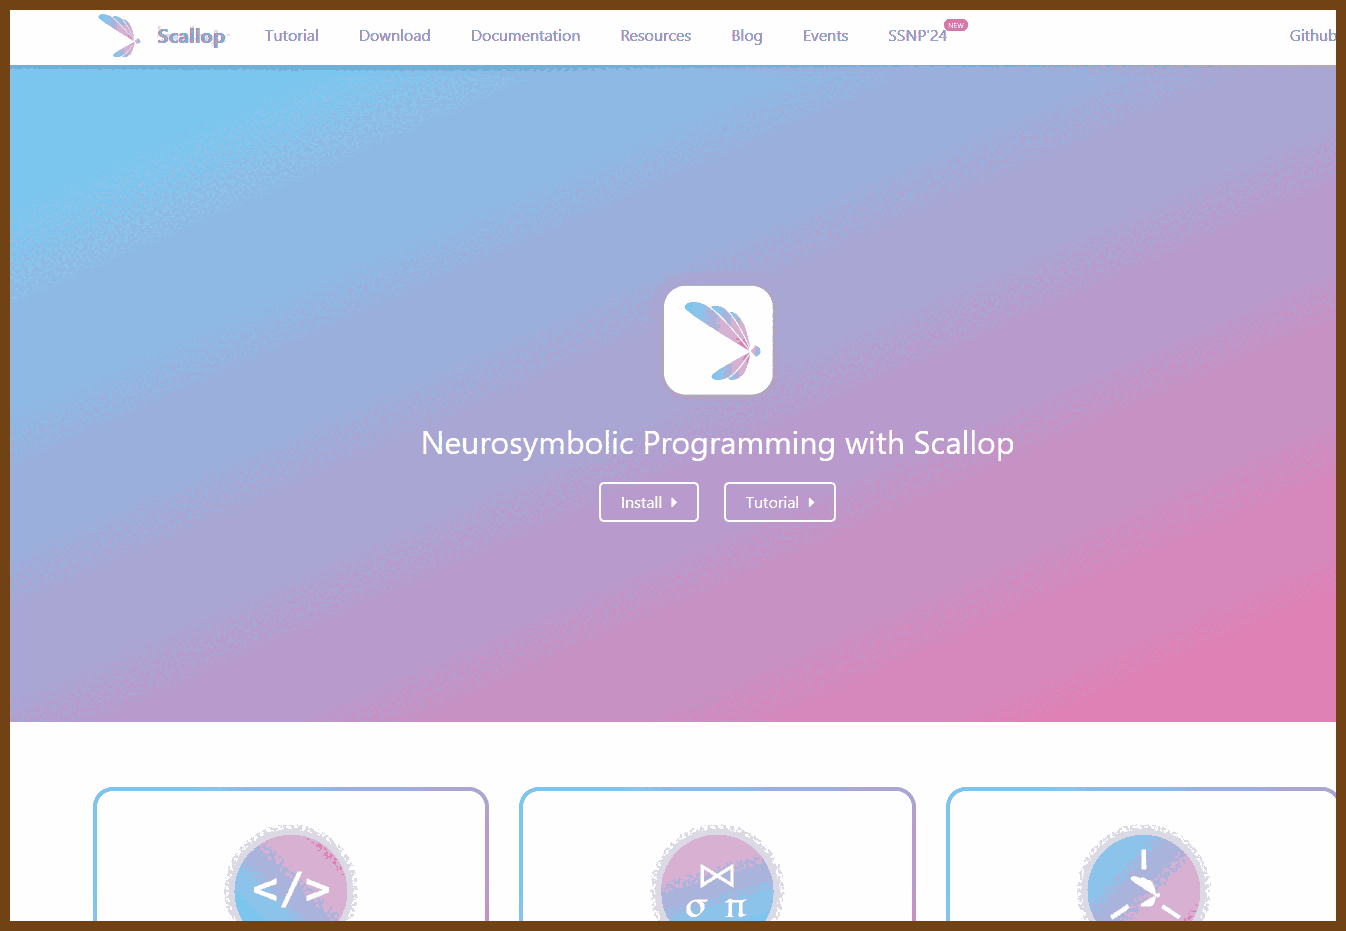 Scallop Tutorial Download Documentation Resources Blog Events SSNP'24 NEW Github
Neurosymbolic Programming with Scallop
Install Tutorial
</>
⋈
σ π